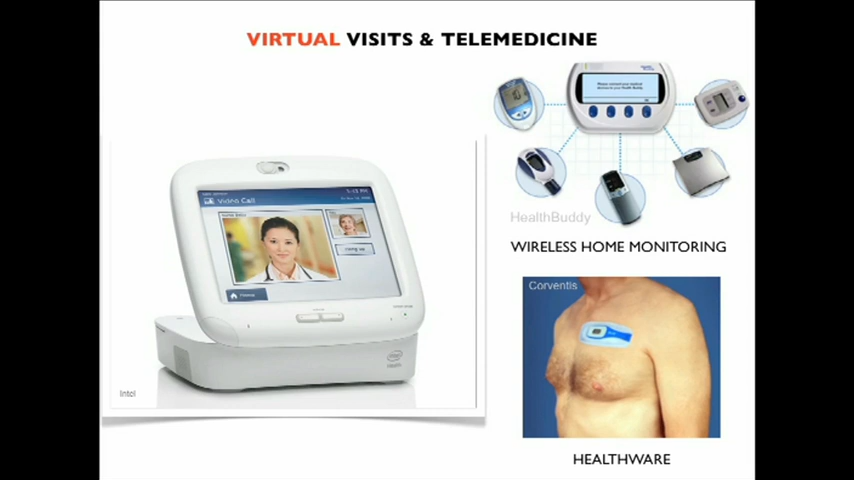 VIRTUAL VISITS & TELEMEDICINE
Video Call
Intel
HealthBuddy
WIRELESS HOME MONITORING
Corventis
HEALTHWARE